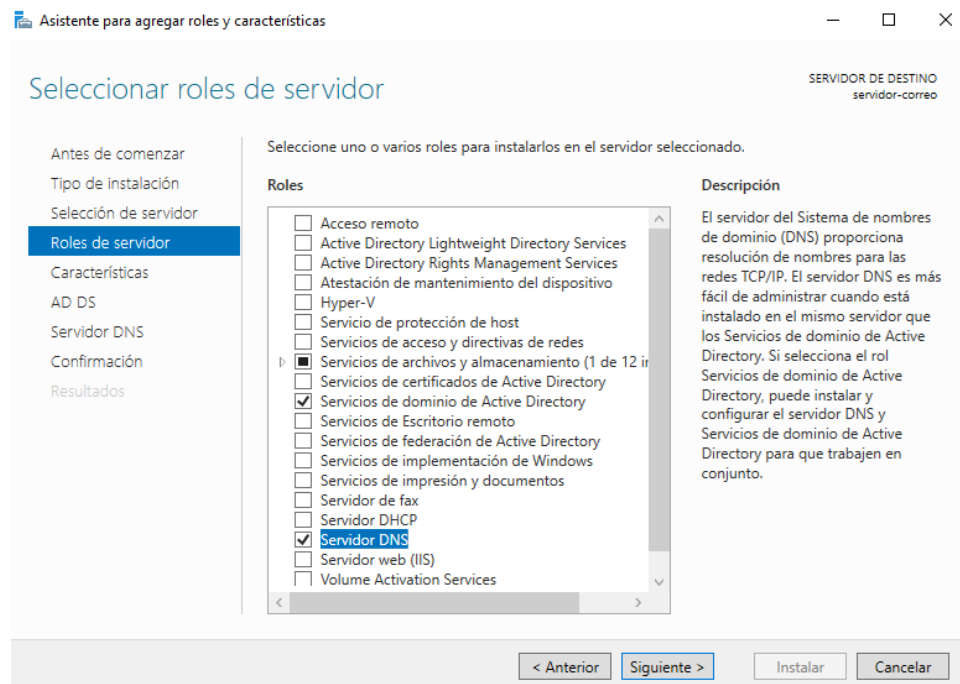 Asistente para agregar roles y características
Seleccionar roles de servidor
SERVIDOR DE DESTINO
servidor-correo
Antes de comenzar
Tipo de instalación
Selección de servidor
Roles de servidor
Características
AD DS
Servidor DNS
Confirmación
Resultados
Seleccione uno o varios roles para instalarlos en el servidor seleccionado.
Roles
Acceso remoto
Active Directory Lightweight Directory Services
Active Directory Rights Management Services
Atestación de mantenimiento del dispositivo
Hyper-V
Servicio de protección de host
Servicios de acceso y directivas de redes
Servicios de archivos y almacenamiento (1 de 12 in
Servicios de certificados de Active Directory
Servicios de dominio de Active Directory
Servicios de Escritorio remoto
Servicios de federación de Active Directory
Servicios de implementación de Windows
Servicios de impresión y documentos
Servidor de fax
Servidor DHCP
Servidor DNS
Servidor web (IIS)
Volume Activation Services
Descripción
El servidor del Sistema de nombres
de dominio (DNS) proporciona
resolución de nombres para las
redes TCP/IP. El servidor DNS es más
fácil de administrar cuando está
instalado en el mismo servidor que
los Servicios de dominio de Active
Directory. Si selecciona el rol
Servicios de dominio de Active
Directory, puede instalar y
configurar el servidor DNS y
Servicios de dominio de Active
Directory para que trabajen en
conjunto.
< Anterior
Siguiente >
Instalar
Cancelar